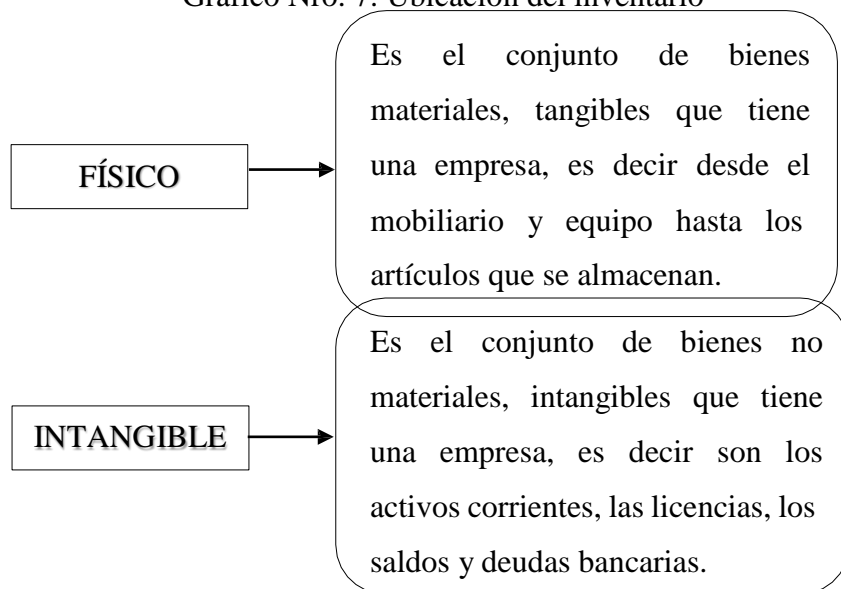 Gráfico Nro. 7: Ubicación del inventario
Es el conjunto de bienes
materiales, tangibles que tiene
una empresa, es decir desde el
mobiliario y equipo hasta los
artículos que se almacenan.
FÍSICO
Es el conjunto de bienes no
materiales, intangibles que tiene
una empresa, es decir son los
activos corrientes, las licencias, los
saldos y deudas bancarias.
INTANGIBLE